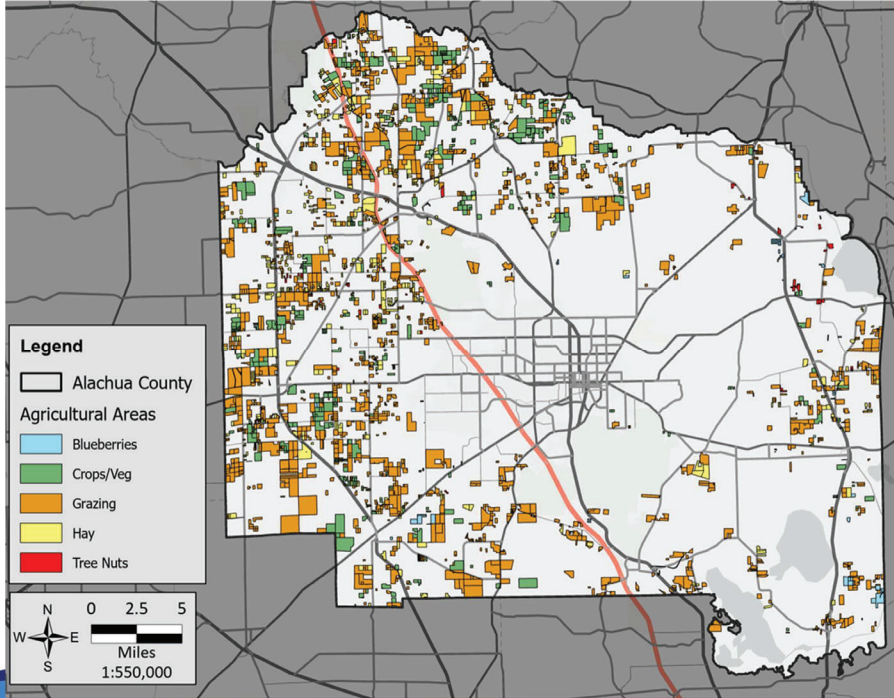 Legend
Alachua County
Agricultural Areas
Blueberries
Crops/Veg
Grazing
Hay
Tree Nuts
N
W E
S
0 2.5 5
Miles
1:550,000